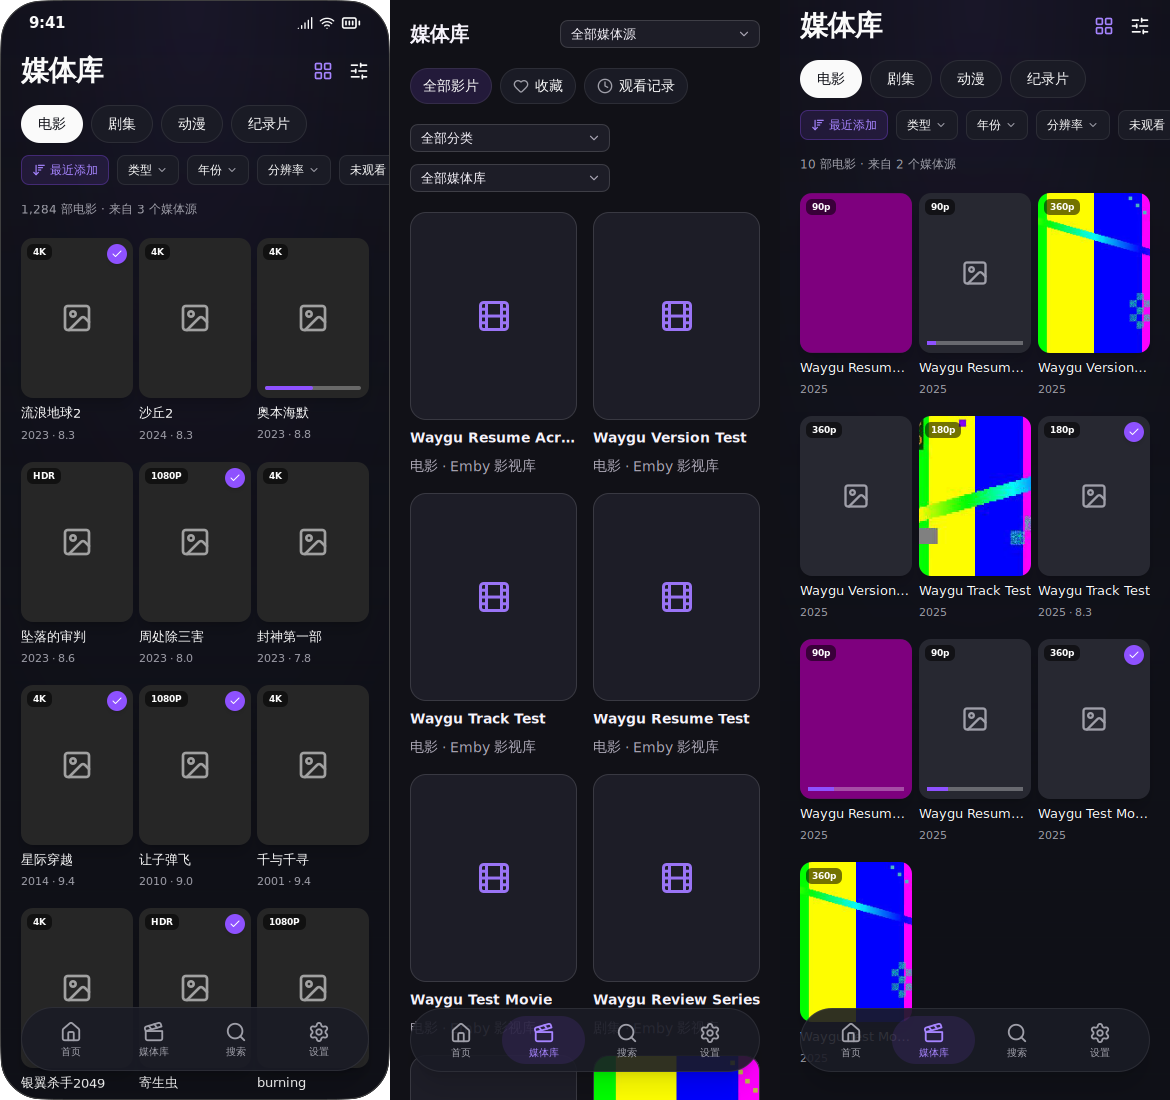 9:41
媒体库
电影 剧集 动漫 纪录片
最近添加 类型 年份 分辨率 未观看
1,284 部电影 · 来自 3 个媒体源
4K 4K 4K
流浪地球2 沙丘2 奥本海默
2023 · 8.3 2024 · 8.3 2023 · 8.8
HDR 1080P 4K
坠落的审判 周处除三害 封神第一部
2023 · 8.6 2023 · 8.0 2023 · 7.8
4K 1080P 4K
星际穿越 让子弹飞 千与千寻
2014 · 9.4 2010 · 9.0 2001 · 9.4
4K HDR 1080P
首页 媒体库 搜索 设置
银翼杀手2049 寄生虫 burning
媒体库 全部媒体源
全部影片 收藏 观看记录
全部分类
全部媒体库
Waygu Resume Acr... Waygu Version Test
电影 · Emby 影视库 电影 · Emby 影视库
Waygu Track Test Waygu Resume Test
电影 · Emby 影视库 电影 · Emby 影视库
Waygu Test Movie Waygu Review Series
电影 · Emby 影视库 剧集 · Emby 影视库
首页 媒体库 搜索 设置
媒体库
电影 剧集 动漫 纪录片
最近添加 类型 年份 分辨率 未观看
10 部电影 · 来自 2 个媒体源
90p 90p 360p
Waygu Resum... Waygu Resum... Waygu Version...
2025 2025 2025
360p 180p 180p
Waygu Version... Waygu Track Test Waygu Track Test
2025 2025 2025 · 8.3
90p 90p 360p
Waygu Resum... Waygu Resum... Waygu Test Mo...
2025 2025 2025
360p
Waygu Test Mo...
2025
首页 媒体库 搜索 设置